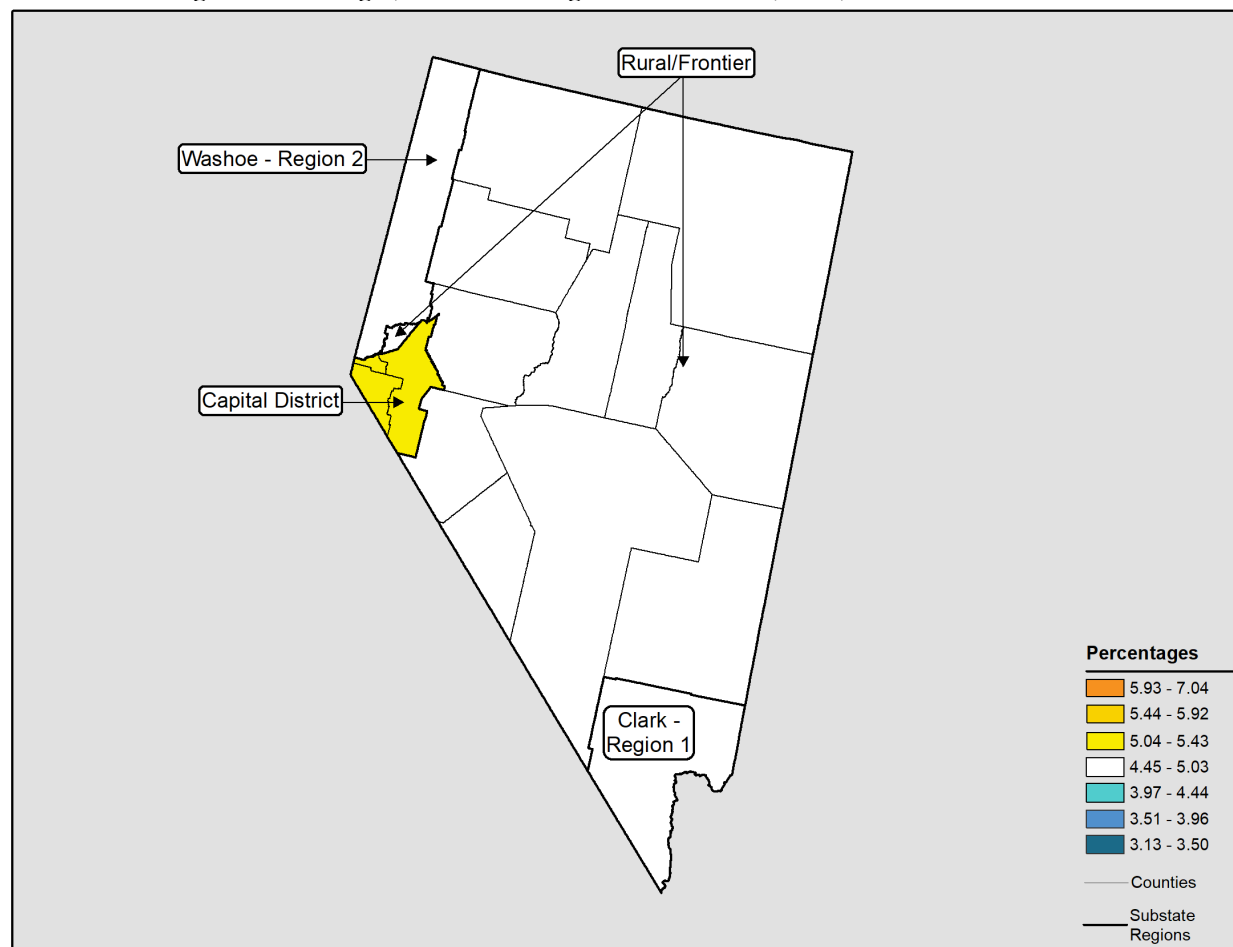 Rural/Frontier
Washoe - Region 2
Capital District
Clark -
Region 1
Percentages
5.93 - 7.04
5.44 - 5.92
5.04 - 5.43
4.45 - 5.03
3.97 - 4.44
3.51 - 3.96
3.13 - 3.50
Counties
Substate
Regions